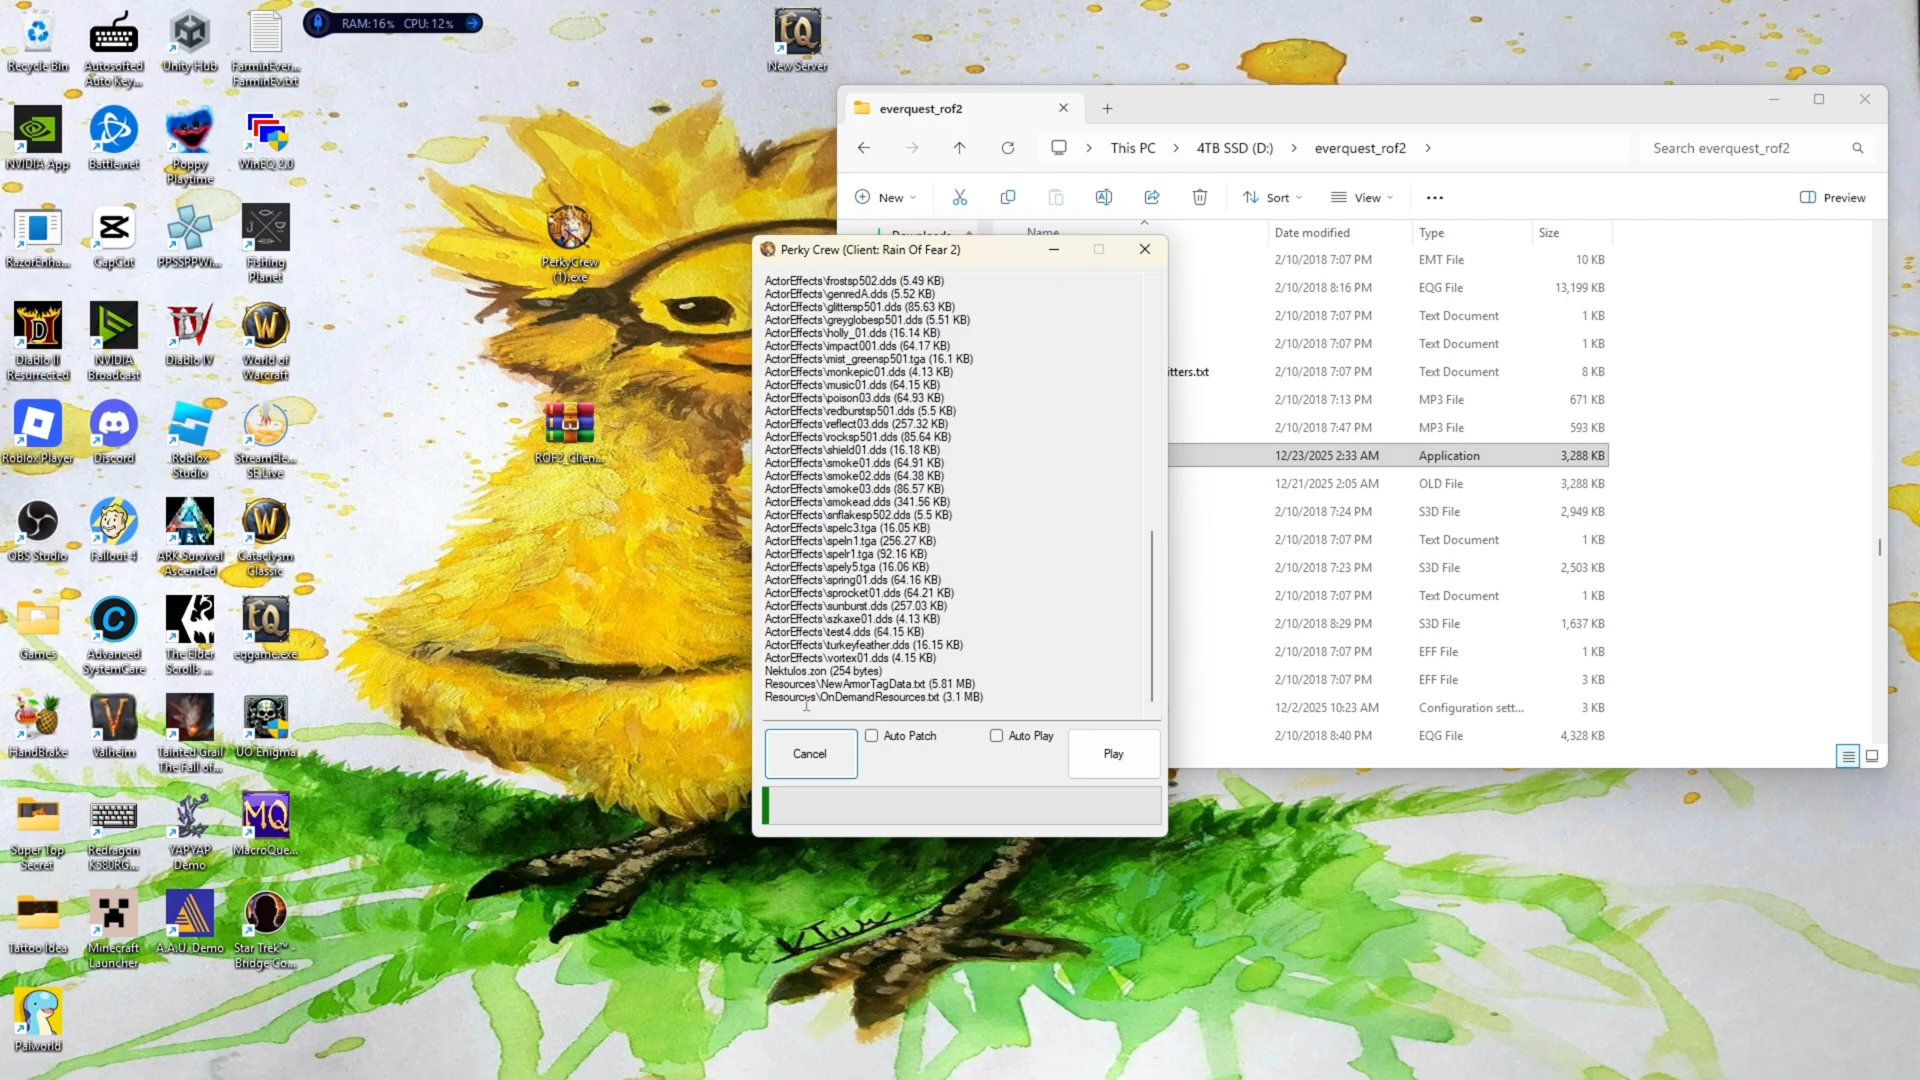 RAM:16% CPU:12%
Recycle Bin
Autosofted
Auto Key...
Unity Hub
FarminEver...
FarminEv.txt
New Server
NVIDIA App
Battle.net
Poppy
Playtime
WinEQ 2.0
RazorEnha...
CapCut
PPSSPPWi...
Fishing
Planet
PerkyCrew
(1).exe
Diablo II
Resurrected
NVIDIA
Broadcast
Diablo IV
World of
Warcraft
Roblox Player
Discord
Roblox
Studio
StreamEle...
SE.Live
ROF2_Clien...
OBS Studio
Fallout 4
ARK Survival
Ascended
Cataclysm
Classic
Games
Advanced
SystemCare
The Elder
Scrolls ...
eqgame.exe
HandBrake
Valheim
Tainted Grail
The Fall of...
UO Enigma
Super Top
Secret
Redragon
K580RG...
YAPYAP
Demo
MacroQue...
Tattoo Idea
Minecraft
Launcher
A.A.U. Demo
Star Trek™ -
Bridge Co...
Palworld
everquest_rof2
This PC
4TB SSD (D:)
everquest_rof2
Search everquest_rof2
New
Sort
View
Preview
Downloads
Name
Date modified
Type
Size
2/10/2018 7:07 PM EMT File 10 KB
2/10/2018 8:16 PM EQG File 13,199 KB
2/10/2018 7:07 PM Text Document 1 KB
2/10/2018 7:07 PM Text Document 1 KB
itters.txt 2/10/2018 7:07 PM Text Document 8 KB
2/10/2018 7:13 PM MP3 File 671 KB
2/10/2018 7:47 PM MP3 File 593 KB
12/23/2025 2:33 AM Application 3,288 KB
12/21/2025 2:05 AM OLD File 3,288 KB
2/10/2018 7:24 PM S3D File 2,949 KB
2/10/2018 7:07 PM Text Document 1 KB
2/10/2018 7:23 PM S3D File 2,503 KB
2/10/2018 7:07 PM Text Document 1 KB
2/10/2018 8:29 PM S3D File 1,637 KB
2/10/2018 7:07 PM EFF File 1 KB
2/10/2018 7:07 PM EFF File 3 KB
12/2/2025 10:23 AM Configuration sett... 3 KB
2/10/2018 8:40 PM EQG File 4,328 KB
Perky Crew (Client: Rain Of Fear 2)
ActorEffects\frostsp502.dds (5.49 KB)
ActorEffects\genredA.dds (5.52 KB)
ActorEffects\glittersp501.dds (85.63 KB)
ActorEffects\greyglobesp501.dds (5.51 KB)
ActorEffects\holly_01.dds (16.14 KB)
ActorEffects\impact001.dds (64.17 KB)
ActorEffects\mist_greensp501.tga (16.1 KB)
ActorEffects\monkepic01.dds (4.13 KB)
ActorEffects\music01.dds (64.15 KB)
ActorEffects\poison03.dds (64.93 KB)
ActorEffects\redburstsp501.dds (5.5 KB)
ActorEffects\reflect03.dds (257.32 KB)
ActorEffects\rocksp501.dds (85.64 KB)
ActorEffects\shield01.dds (16.18 KB)
ActorEffects\smoke01.dds (64.91 KB)
ActorEffects\smoke02.dds (64.38 KB)
ActorEffects\smoke03.dds (86.57 KB)
ActorEffects\smokead.dds (341.56 KB)
ActorEffects\snflakesp502.dds (5.5 KB)
ActorEffects\spelc3.tga (16.05 KB)
ActorEffects\speln1.tga (256.27 KB)
ActorEffects\spelr1.tga (92.16 KB)
ActorEffects\spely5.tga (16.06 KB)
ActorEffects\spring01.dds (64.16 KB)
ActorEffects\sprocket01.dds (64.21 KB)
ActorEffects\sunburst.dds (257.03 KB)
ActorEffects\szkaxe01.dds (4.13 KB)
ActorEffects\test4.dds (64.15 KB)
ActorEffects\turkeyfeather.dds (16.15 KB)
ActorEffects\vortex01.dds (4.15 KB)
Nektulos.zon (254 bytes)
Resources\NewArmorTagData.txt (5.81 MB)
Resources\OnDemandResources.txt (3.1 MB)
Cancel
Auto Patch
Auto Play
Play